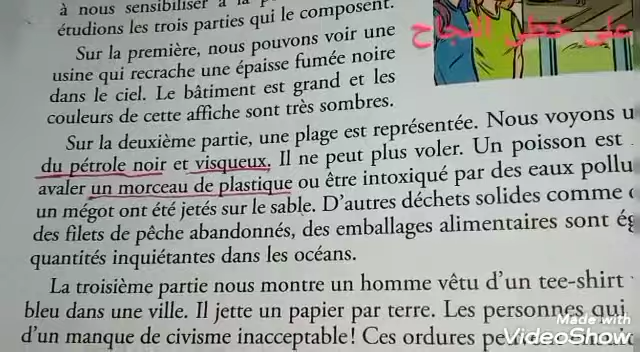 à nous sensibiliser à la
étudions les trois parties qui le composent.
Sur la première, nous pouvons voir une
usine qui recrache une épaisse fumée noire
dans le ciel. Le bâtiment est grand et les
couleurs de cette affiche sont très sombres.
على خطى النجاح
Sur la deuxième partie, une plage est représentée. Nous voyons
du pétrole noir et visqueux. Il ne peut plus voler. Un poisson est
avaler un morceau de plastique ou être intoxiqué par des eaux
un mégot ont été jetés sur le sable. D'autres déchets solides comme
des filets de pêche abandonnés, des emballages alimentaires sont
quantités inquiétantes dans les océans.
La troisième partie nous montre un homme vêtu d'un tee-shirt
bleu dans une ville. Il jette un papier par terre. Les personnes qui
d'un manque de civisme inacceptable! Ces ordures
Made with
VideoShow